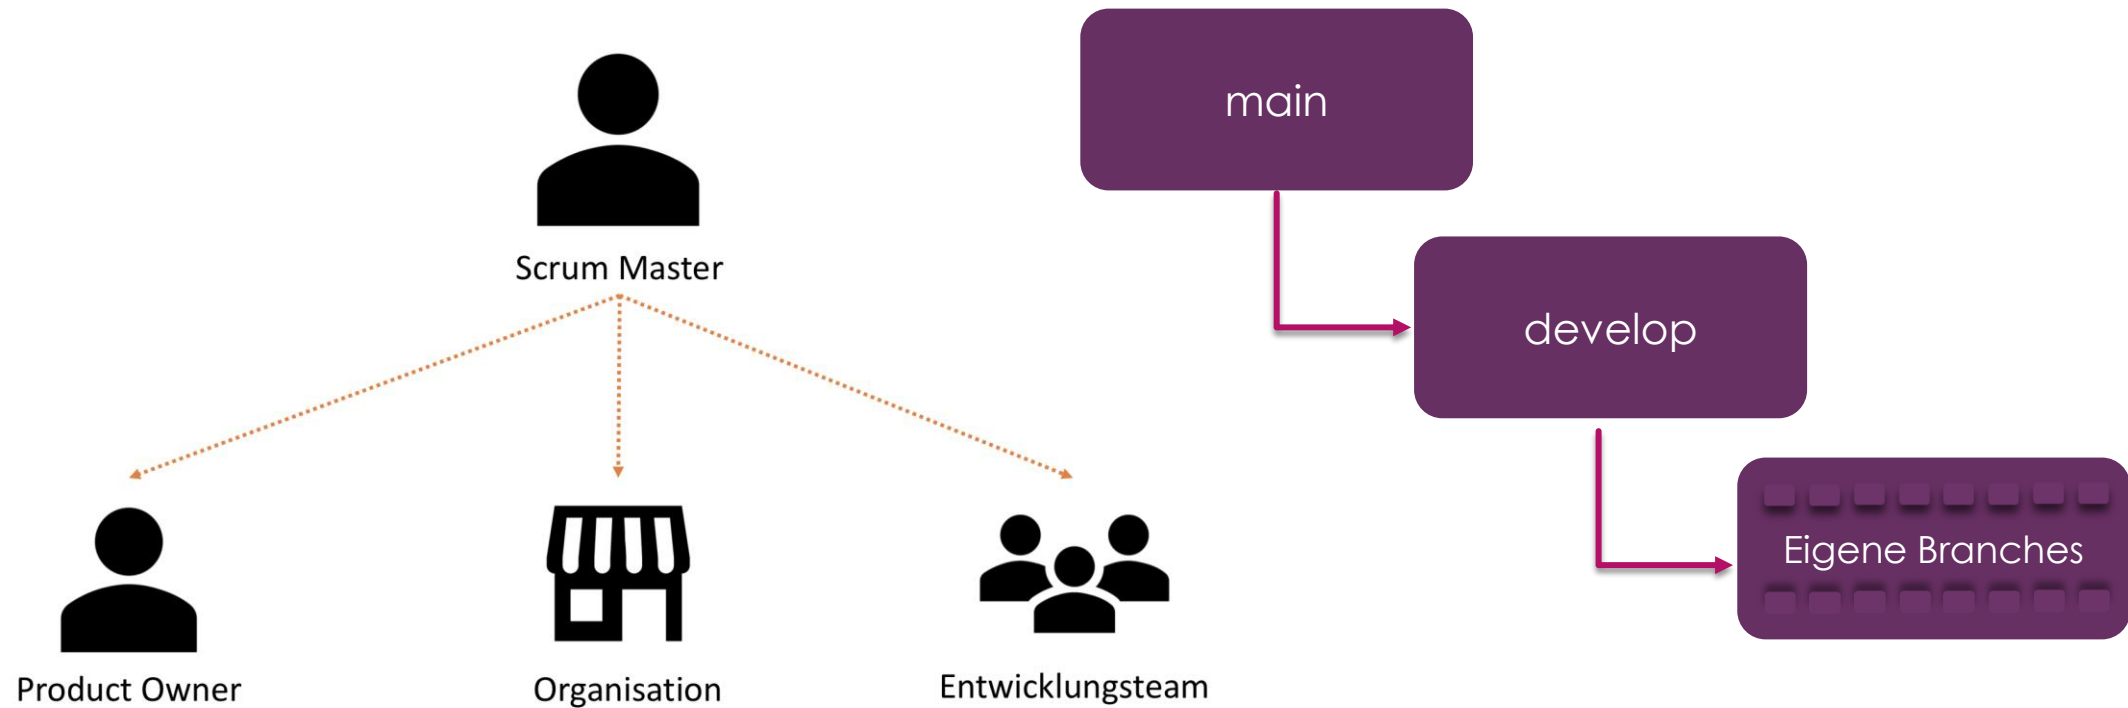 Scrum Master
Product Owner
Organisation
Entwicklungsteam
main
develop
Eigene Branches